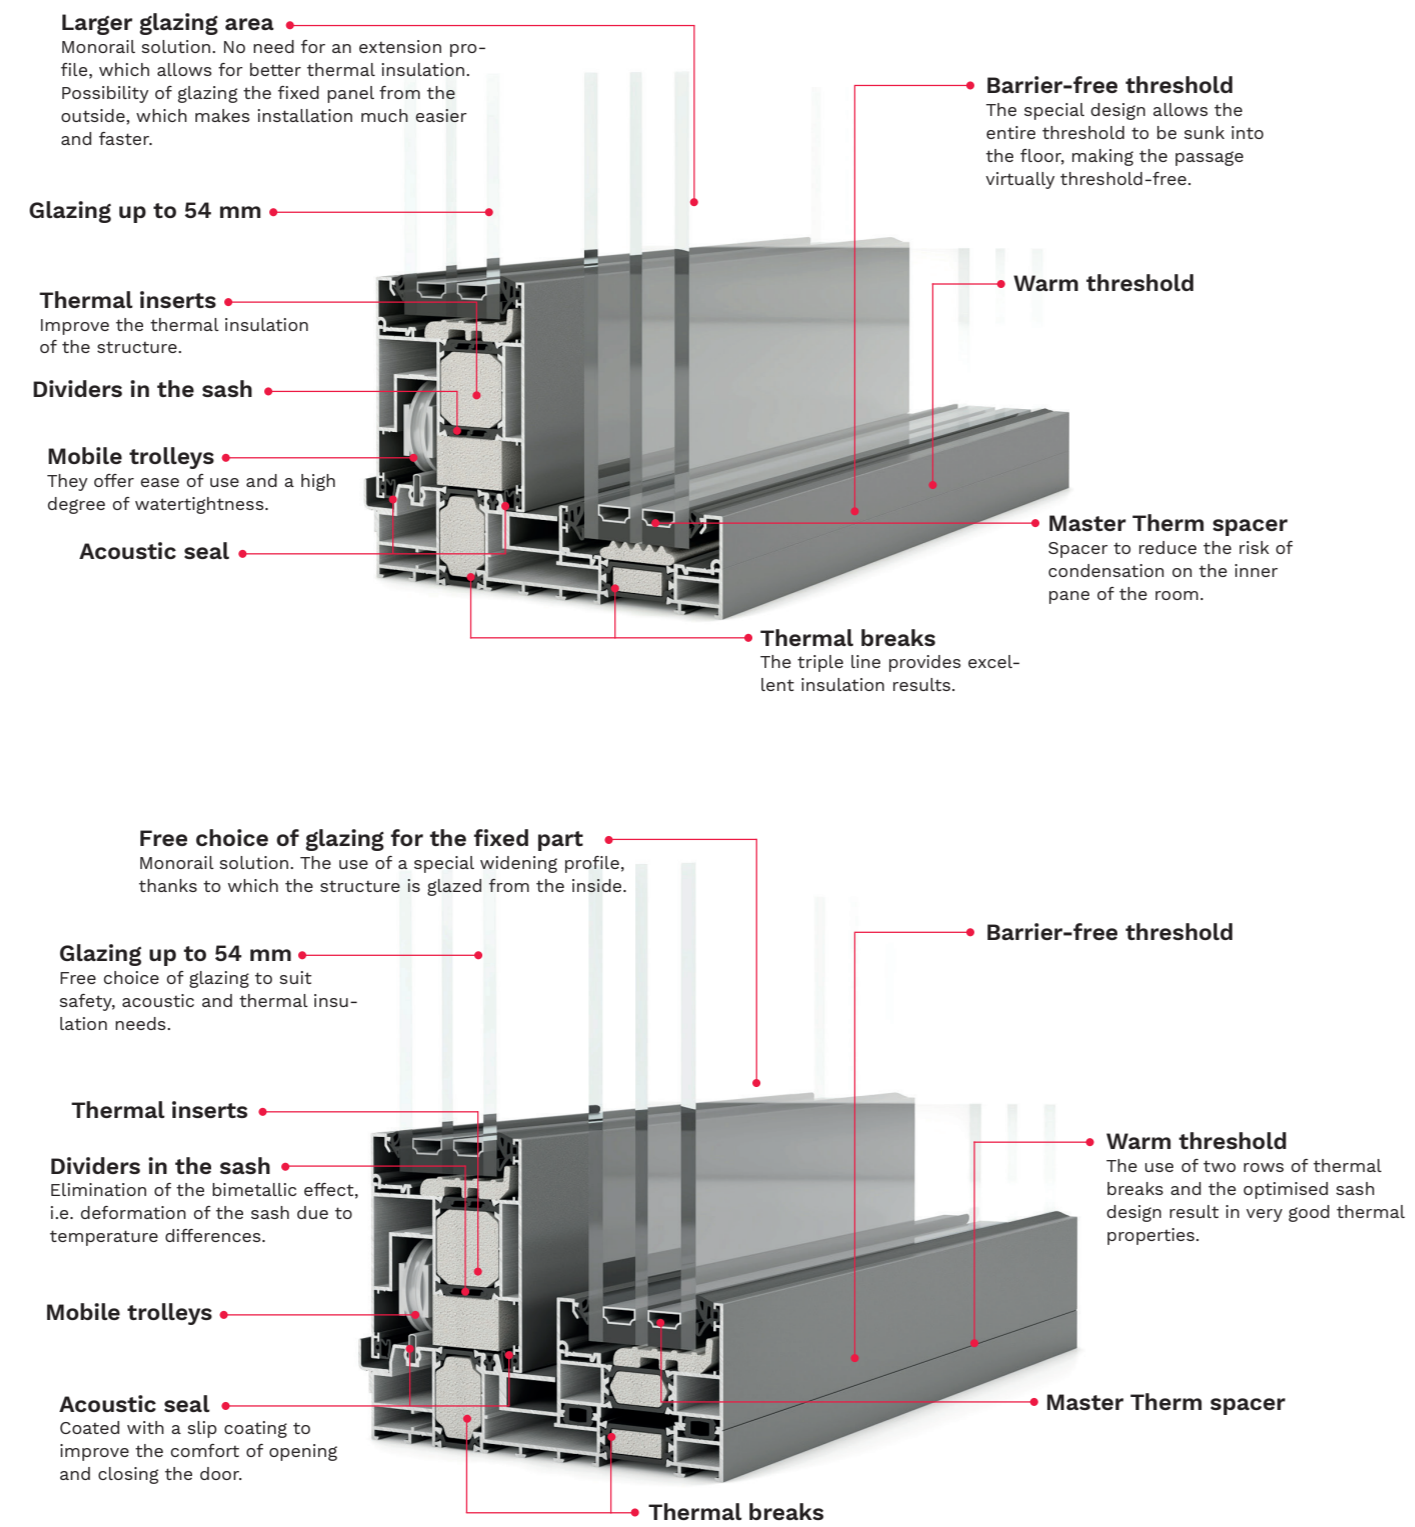 Larger glazing area
Monorail solution. No need for an extension pro-
file, which allows for better thermal insulation.
Possibility of glazing the fixed panel from the
outside, which makes installation much easier
and faster.
Barrier-free threshold
The special design allows the
entire threshold to be sunk into
the floor, making the passage
virtually threshold-free.
Glazing up to 54 mm
Warm threshold
Thermal inserts
Improve the thermal insulation
of the structure.
Dividers in the sash
Mobile trolleys
They offer ease of use and a high
degree of watertightness.
Master Therm spacer
Spacer to reduce the risk of
condensation on the inner
pane of the room.
Acoustic seal
Thermal breaks
The triple line provides excel-
lent insulation results.
Free choice of glazing for the fixed part
Monorail solution. The use of a special widening profile,
thanks to which the structure is glazed from the inside.
Barrier-free threshold
Glazing up to 54 mm
Free choice of glazing to suit
safety, acoustic and thermal insu-
lation needs.
Thermal inserts
Warm threshold
The use of two rows of thermal
breaks and the optimised sash
design result in very good thermal
properties.
Dividers in the sash
Elimination of the bimetallic effect,
i.e. deformation of the sash due to
temperature differences.
Mobile trolleys
Acoustic seal
Coated with a slip coating to
improve the comfort of opening
and closing the door.
Master Therm spacer
Thermal breaks